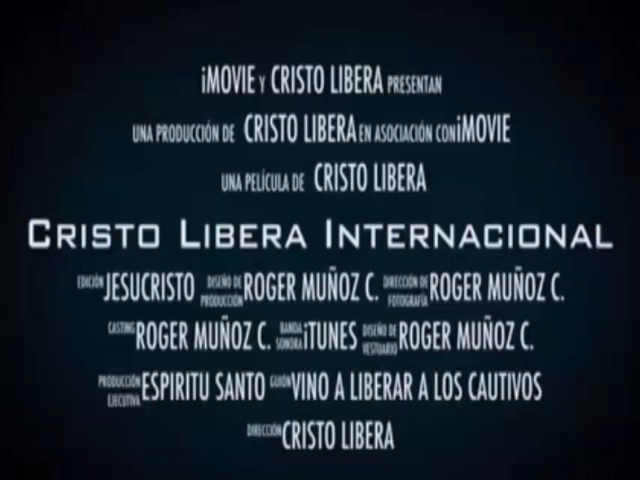 iMOVIE Y CRISTO LIBERA PRESENTAN
UNA PRODUCCIÓN DE CRISTO LIBERA EN ASOCIACIÓN CON iMOVIE
UNA PELÍCULA DE CRISTO LIBERA
CRISTO LIBERA INTERNACIONAL
EDICIÓN JESUCRISTO DISEÑO DE PRODUCCIÓN ROGER MUÑOZ C. DIRECCIÓN DE FOTOGRAFÍA ROGER MUÑOZ C.
CASTING ROGER MUÑOZ C. BANDA SONORA iTUNES DISEÑO DE VESTUARIO ROGER MUÑOZ C.
PRODUCCIÓN EJECUTIVA ESPIRITU SANTO GUIÓN VINO A LIBERAR A LOS CAUTIVOS
DIRECCIÓN CRISTO LIBERA